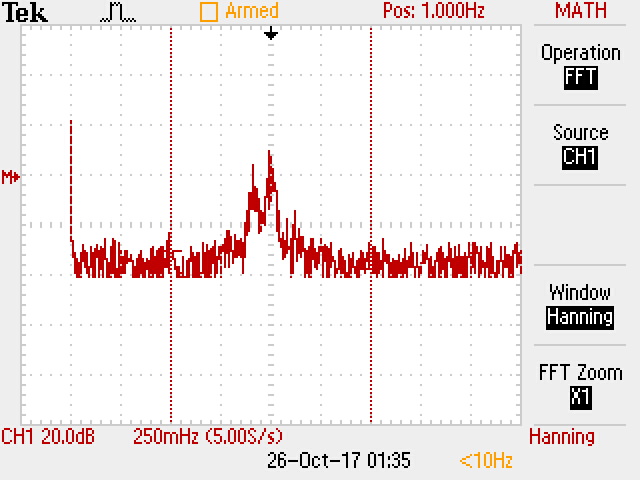 Tek Armed Pos: 1.000Hz MATH
Operation
FFT
Source
CH1
M
Window
Hanning
FFT Zoom
X1
CH1 20.0dB 250mHz (5.00S/s) Hanning
26-Oct-17 01:35 <10Hz